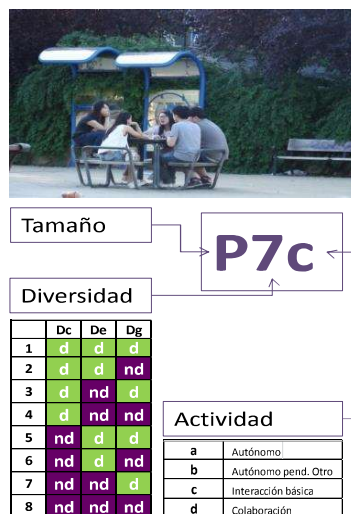 Tamaño
P7c
Diversidad
Dc De Dg
1 d d d
2 d d nd
3 d nd d
4 d nd nd
5 nd d d
6 nd d nd
7 nd nd d
8 nd nd nd
Actividad
a Autónomo
b Autónomo pend. Otro
c Interacción básica
d Colaboración